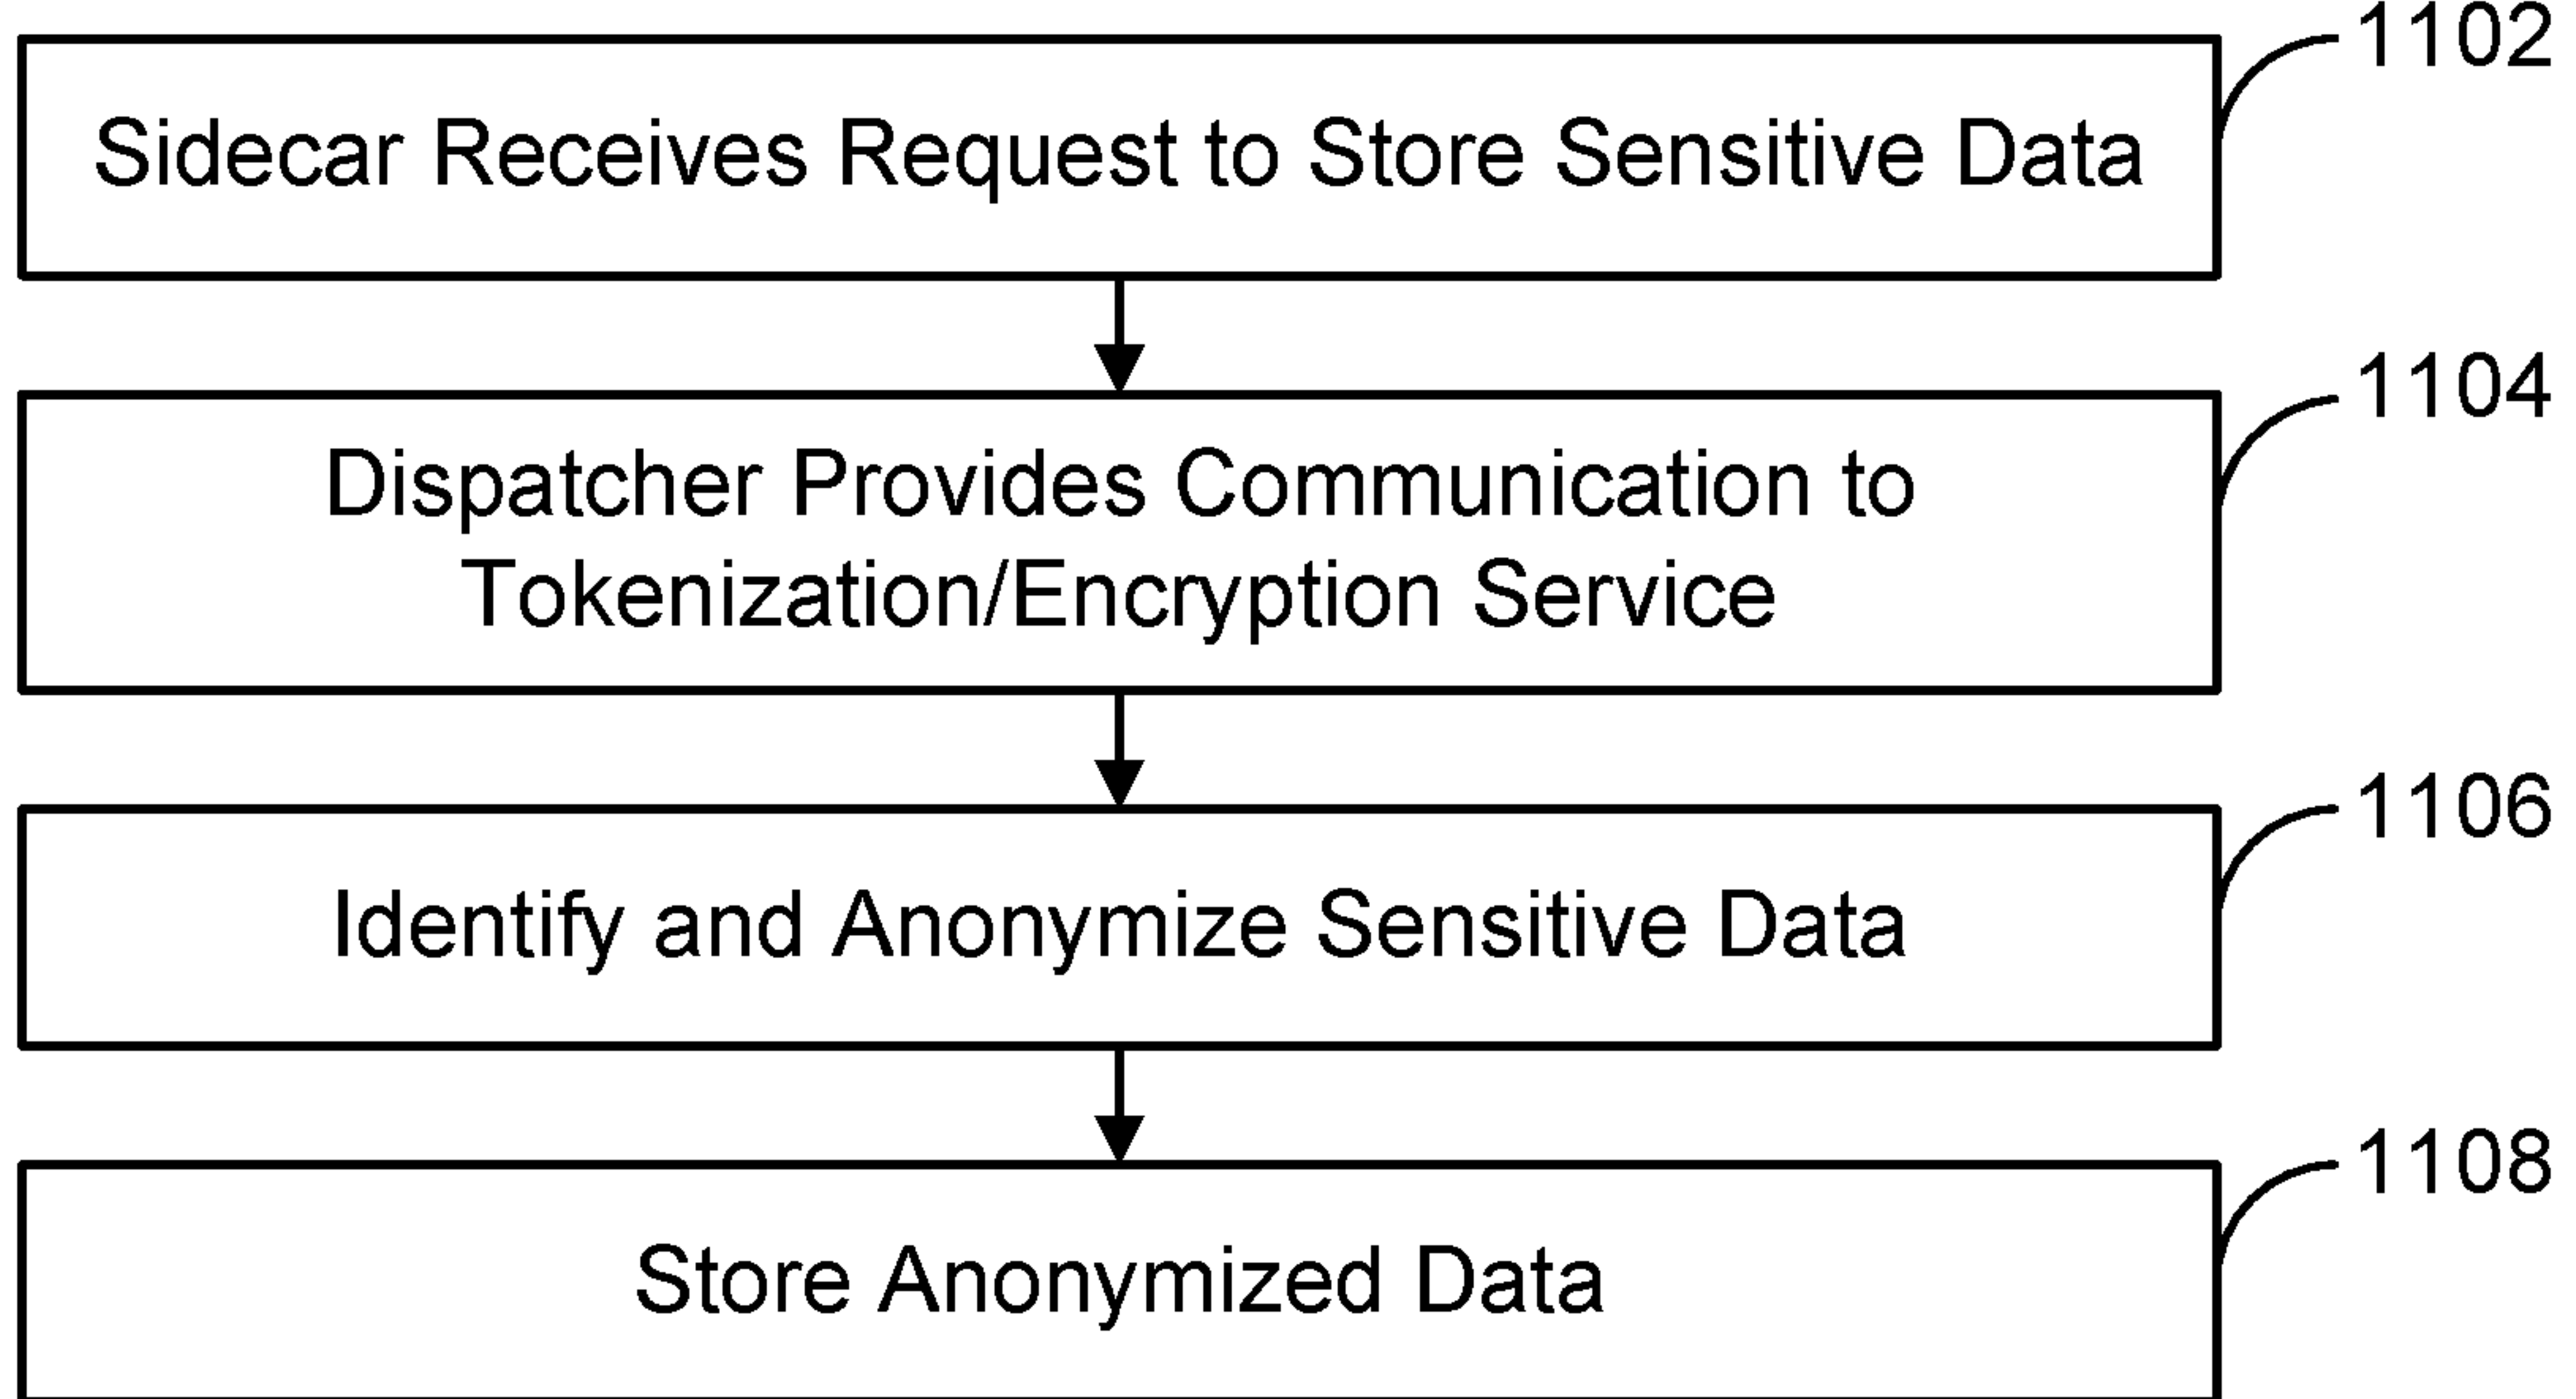 1102
Sidecar Receives Request to Store Sensitive Data
1104
Dispatcher Provides Communication to
Tokenization/Encryption Service
1106
Identify and Anonymize Sensitive Data
1108
Store Anonymized Data